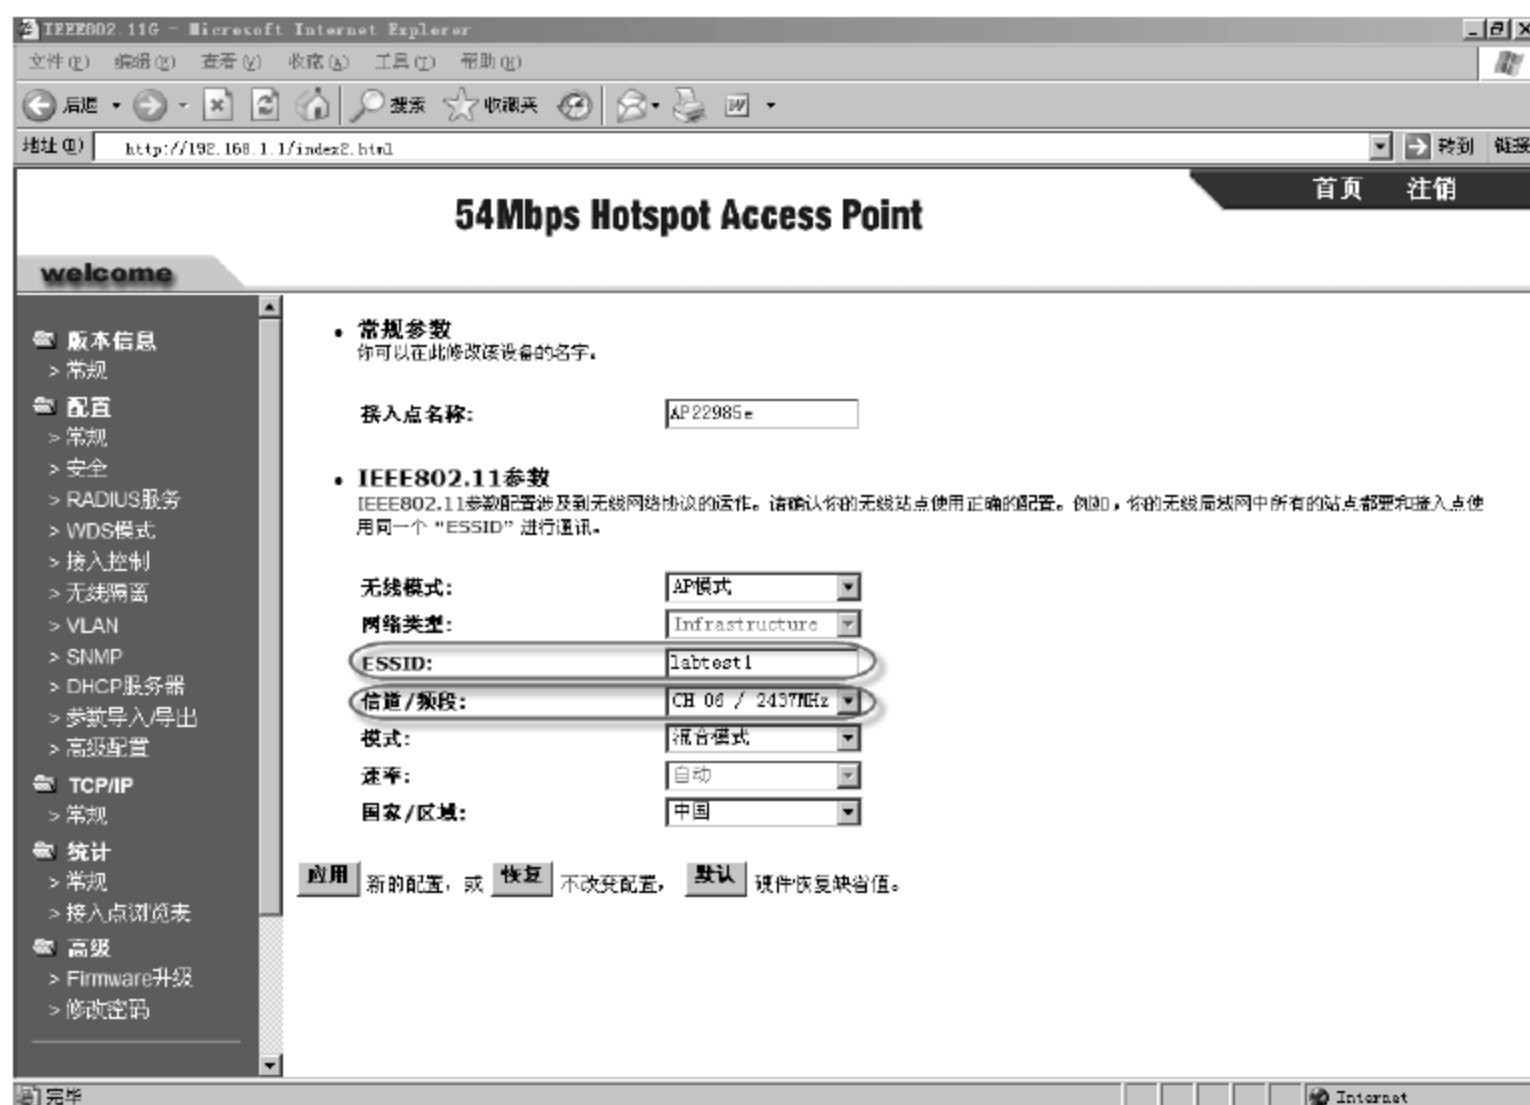 IEEE802.11G - Microsoft Internet Explorer
文件(F) 编辑(E) 查看(V) 收藏(A) 工具(T) 帮助(H)
后退 搜索 收藏夹
地址(D) http://192.168.1.1/index2.html 转到 链接
首页 注销
54Mbps Hotspot Access Point
welcome
版本信息
> 常规
配置
> 常规
> 安全
> RADIUS服务
> WDS模式
> 接入控制
> 无线隔离
> VLAN
> SNMP
> DHCP服务器
> 参数导入/导出
> 高级配置
TCP/IP
> 常规
统计
> 常规
> 接入点浏览表
高级
> Firmware升级
> 修改密码
• 常规参数
你可以在此修改该设备的名字。
接入点名称: AP22985e
• IEEE802.11参数
IEEE802.11参数配置涉及到无线网络协议的运作。请确认你的无线站点使用正确的配置。例如，你的无线局域网中所有的站点都要和接入点使
用同一个 “ESSID” 进行通讯。
无线模式: AP模式
网络类型: Infrastructure
ESSID: labtest1
信道/频段: CH 06 / 2437MHz
模式: 混合模式
速率: 自动
国家/区域: 中国
应用 新的配置，或 恢复 不改变配置， 默认 硬件恢复缺省值。
完毕 Internet